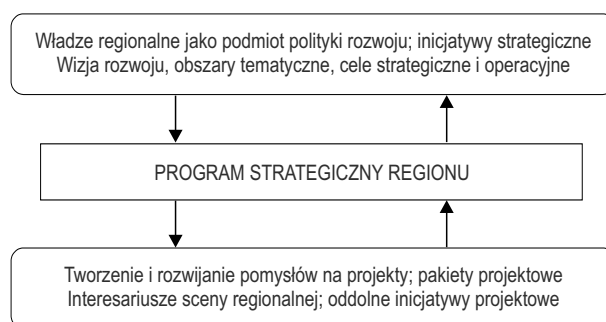 Władze regionalne jako podmiot polityki rozwoju; inicjatywy strategiczne
Wizja rozwoju, obszary tematyczne, cele strategiczne i operacyjne
PROGRAM STRATEGICZNY REGIONU
Tworzenie i rozwijanie pomysłów na projekty; pakiety projektowe
Interesariusze sceny regionalnej; oddolne inicjatywy projektowe